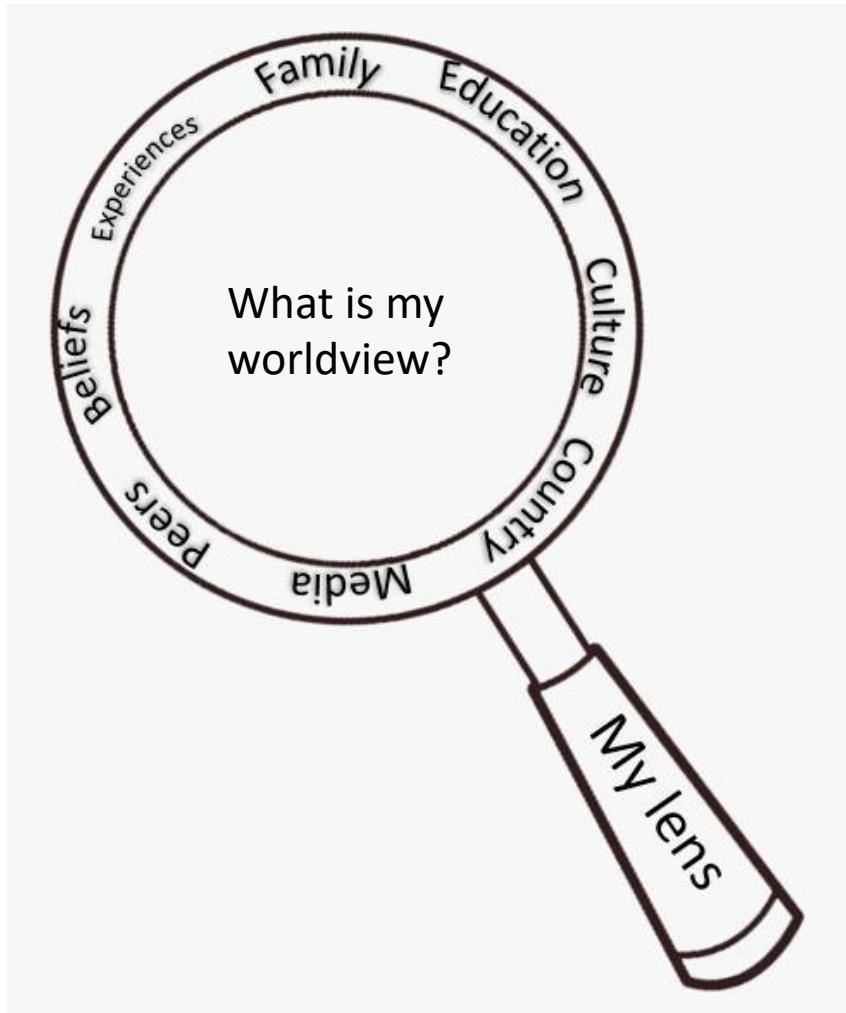 Family
Education
Culture
Country
Media
Peers
Beliefs
Experiences
What is my
worldview?
My lens